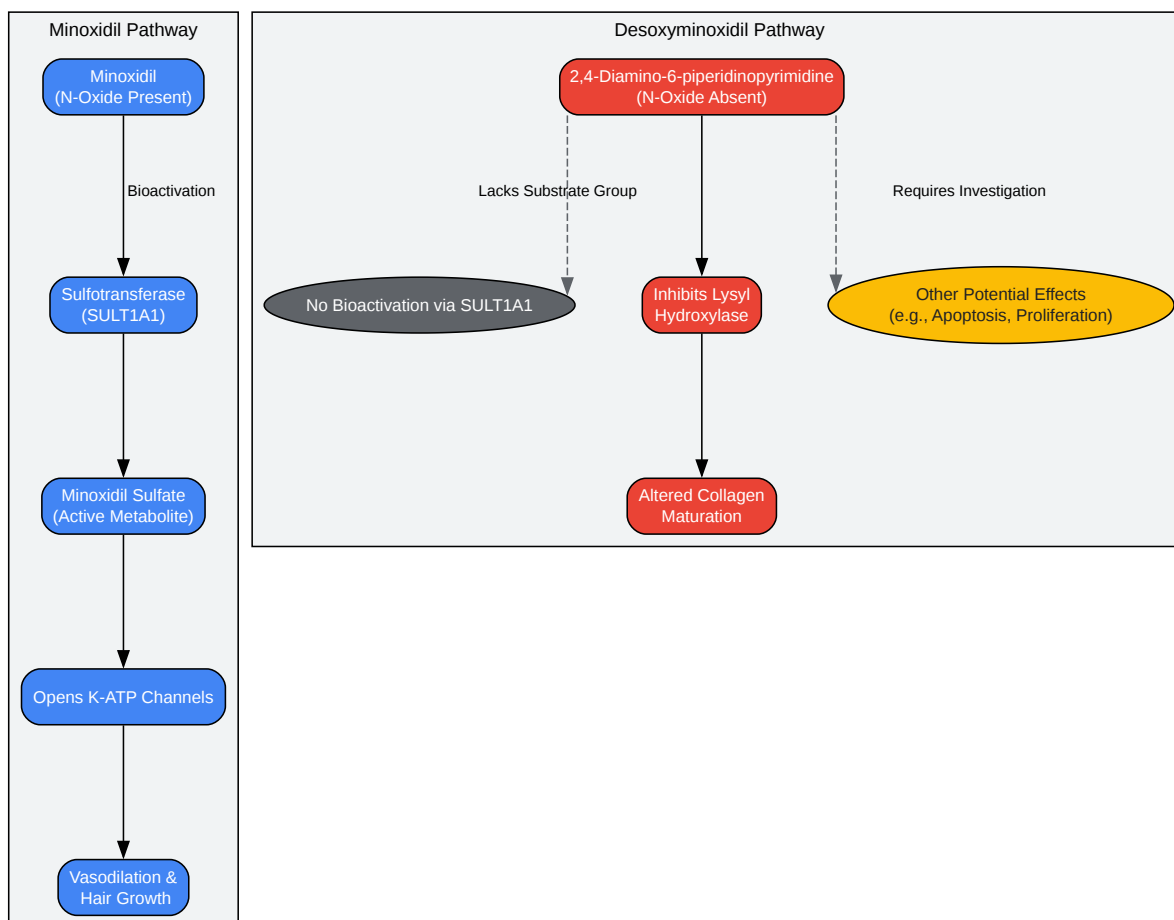 Minoxidil Pathway
Minoxidil
(N-Oxide Present)
Bioactivation
Sulfotransferase
(SULT1A1)
Minoxidil Sulfate
(Active Metabolite)
Opens K-ATP Channels
Vasodilation &
Hair Growth
Desoxyminoxidil Pathway
2,4-Diamino-6-piperidinopyrimidine
(N-Oxide Absent)
Lacks Substrate Group
Requires Investigation
No Bioactivation via SULT1A1
Inhibits Lysyl
Hydroxylase
Other Potential Effects
(e.g., Apoptosis, Proliferation)
Altered Collagen
Maturation